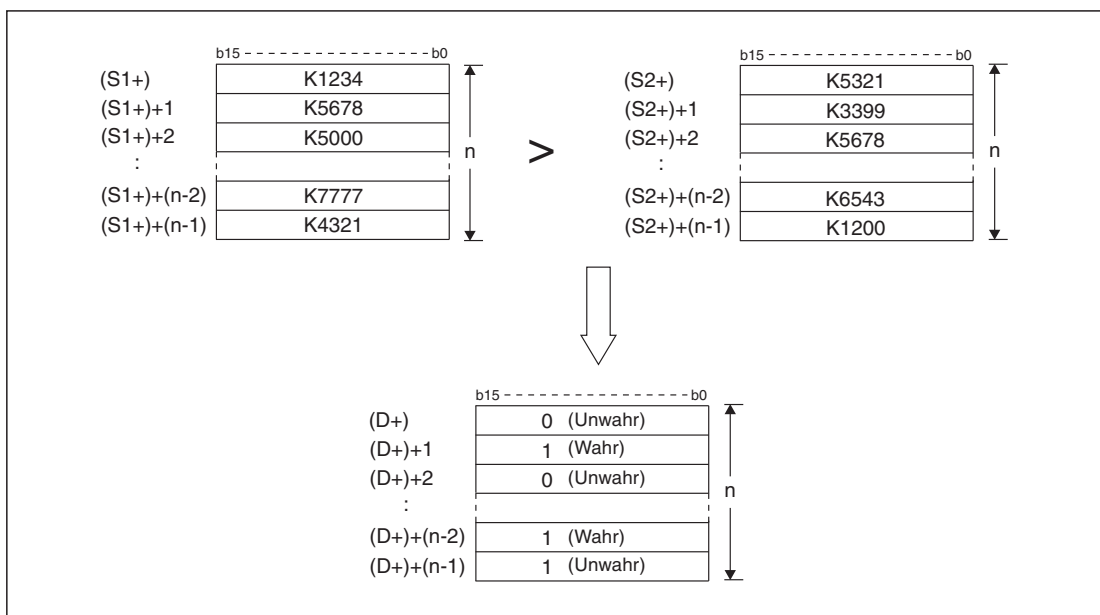 b15 - - - - - - - - - - - - - - - - - b0
(S1+) K1234
(S1+)+1 K5678
(S1+)+2 K5000
:
(S1+)+(n-2) K7777
(S1+)+(n-1) K4321
n
>
b15 - - - - - - - - - - - - - - - - - b0
(S2+) K5321
(S2+)+1 K3399
(S2+)+2 K5678
:
(S2+)+(n-2) K6543
(S2+)+(n-1) K1200
n
b15 - - - - - - - - - - - - - - - - - b0
(D+) 0 (Unwahr)
(D+)+1 1 (Wahr)
(D+)+2 0 (Unwahr)
:
(D+)+(n-2) 1 (Wahr)
(D+)+(n-1) 1 (Unwahr)
n